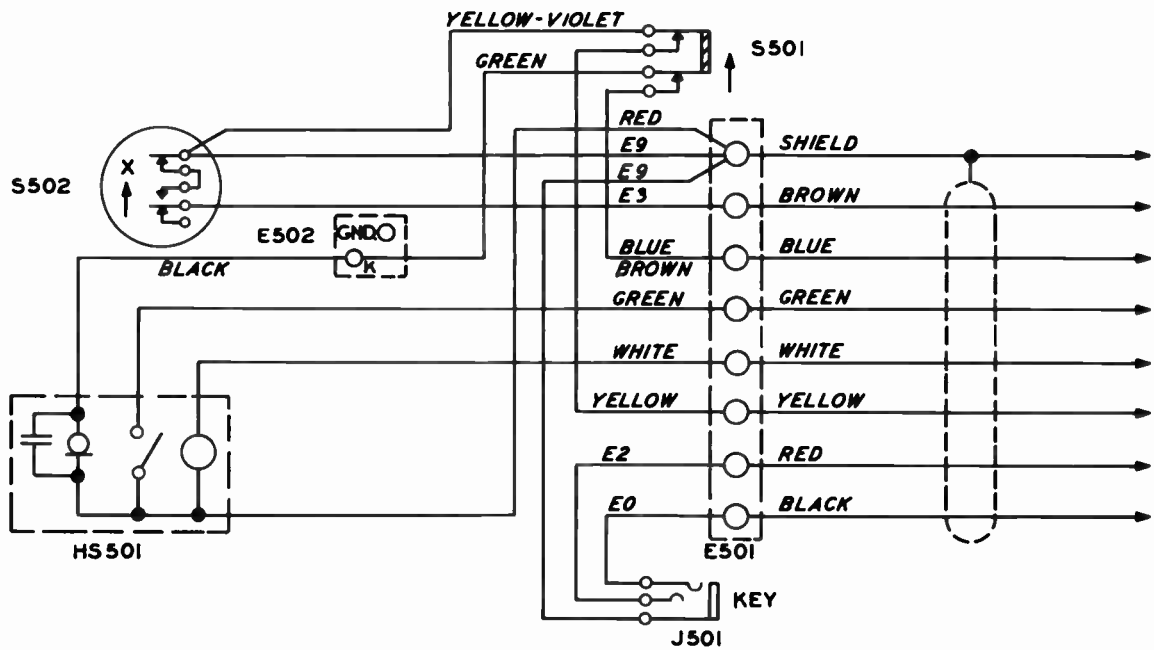 YELLOW-VIOLET
S501
GREEN
RED
E9
SHIELD
X
E9
S502
E3
BROWN
E502
GND.
K
BLACK
BLUE
BROWN
BLUE
GREEN
GREEN
WHITE
WHITE
YELLOW
YELLOW
E2
RED
E0
BLACK
HS501
E501
KEY
J501